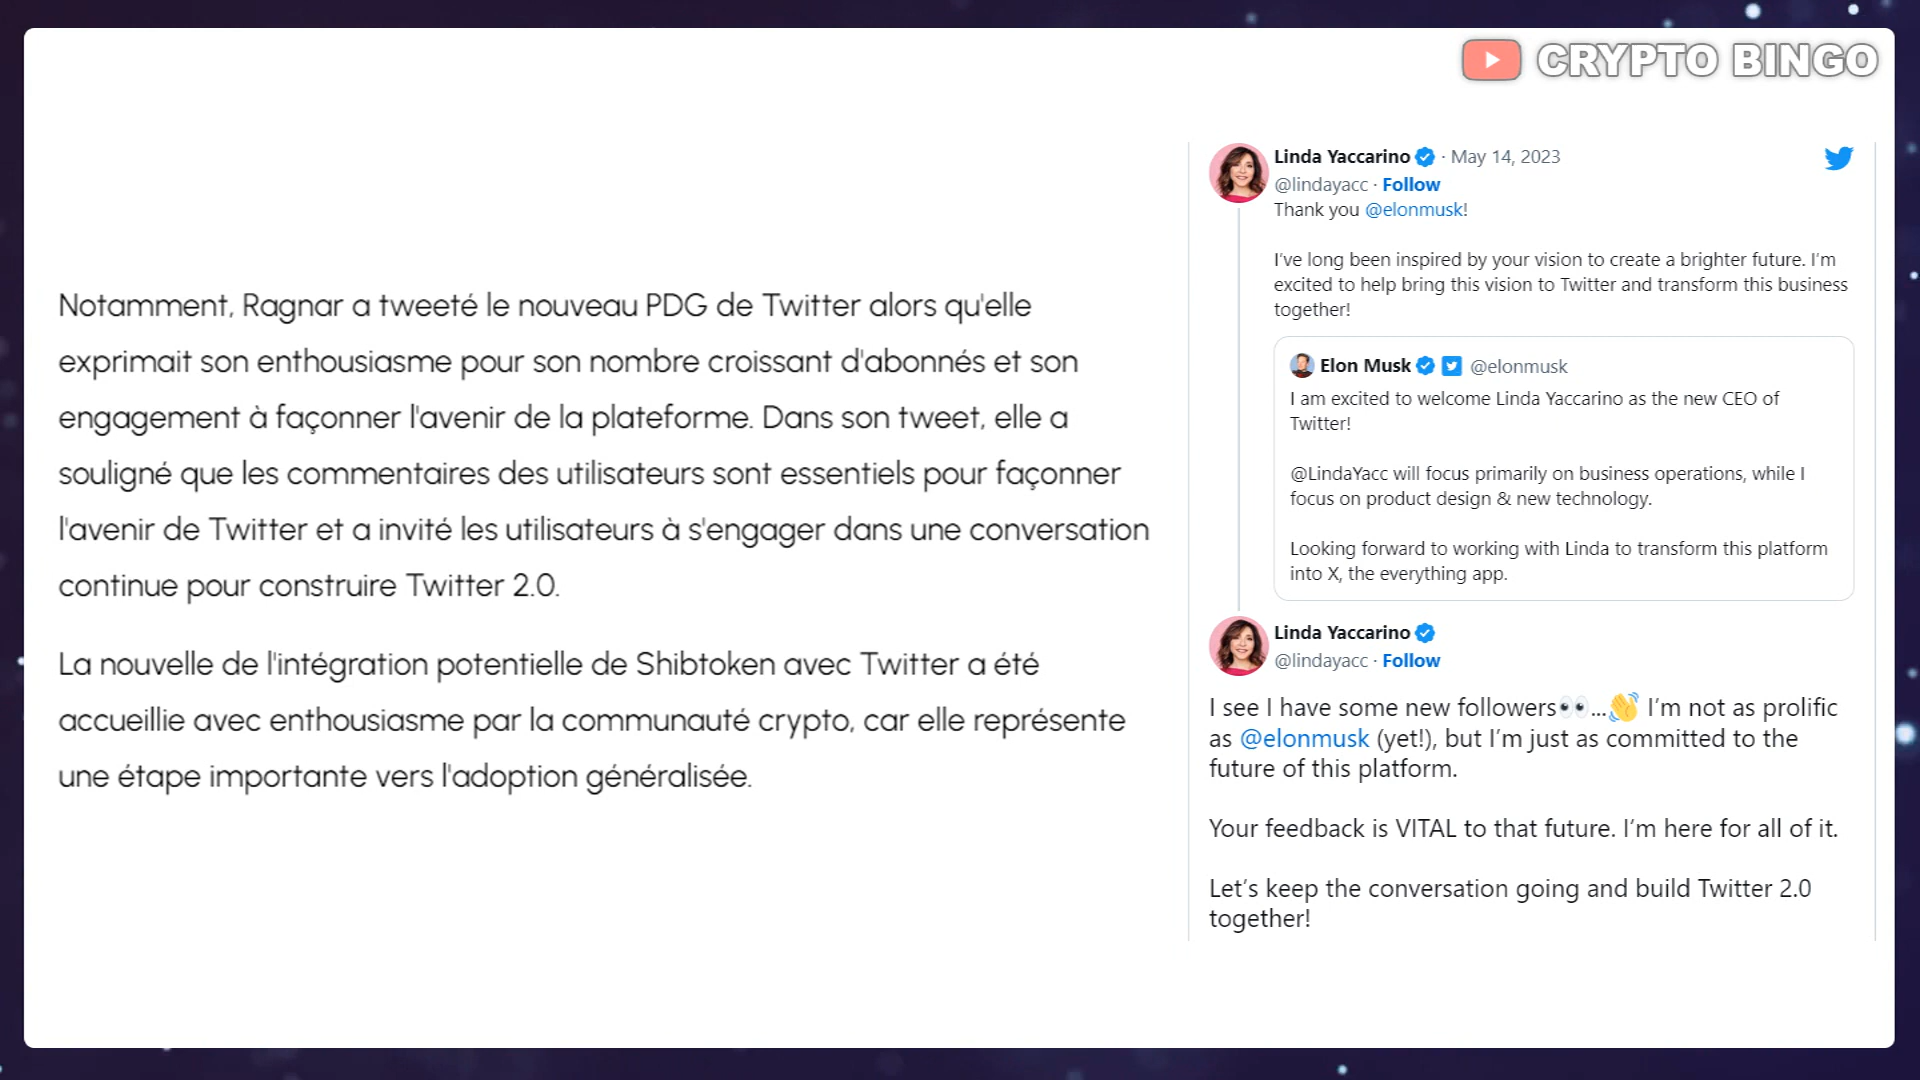 CRYPTO BINGO
Notamment, Ragnar a tweeté le nouveau PDG de Twitter alors qu'elle
exprimait son enthousiasme pour son nombre croissant d'abonnés et son
engagement à façonner l'avenir de la plateforme. Dans son tweet, elle a
souligné que les commentaires des utilisateurs sont essentiels pour façonner
l'avenir de Twitter et a invité les utilisateurs à s'engager dans une conversation
continue pour construire Twitter 2.0.
La nouvelle de l'intégration potentielle de Shibtoken avec Twitter a été
accueillie avec enthousiasme par la communauté crypto, car elle représente
une étape importante vers l'adoption généralisée.
Linda Yaccarino · May 14, 2023
@lindayacc · Follow
Thank you @elonmusk!
I've long been inspired by your vision to create a brighter future. I'm
excited to help bring this vision to Twitter and transform this business
together!
Elon Musk @elonmusk
I am excited to welcome Linda Yaccarino as the new CEO of
Twitter!
@LindaYacc will focus primarily on business operations, while I
focus on product design & new technology.
Looking forward to working with Linda to transform this platform
into X, the everything app.
Linda Yaccarino
@lindayacc · Follow
I see I have some new followers👀...👋 I'm not as prolific
as @elonmusk (yet!), but I'm just as committed to the
future of this platform.
Your feedback is VITAL to that future. I'm here for all of it.
Let's keep the conversation going and build Twitter 2.0
together!